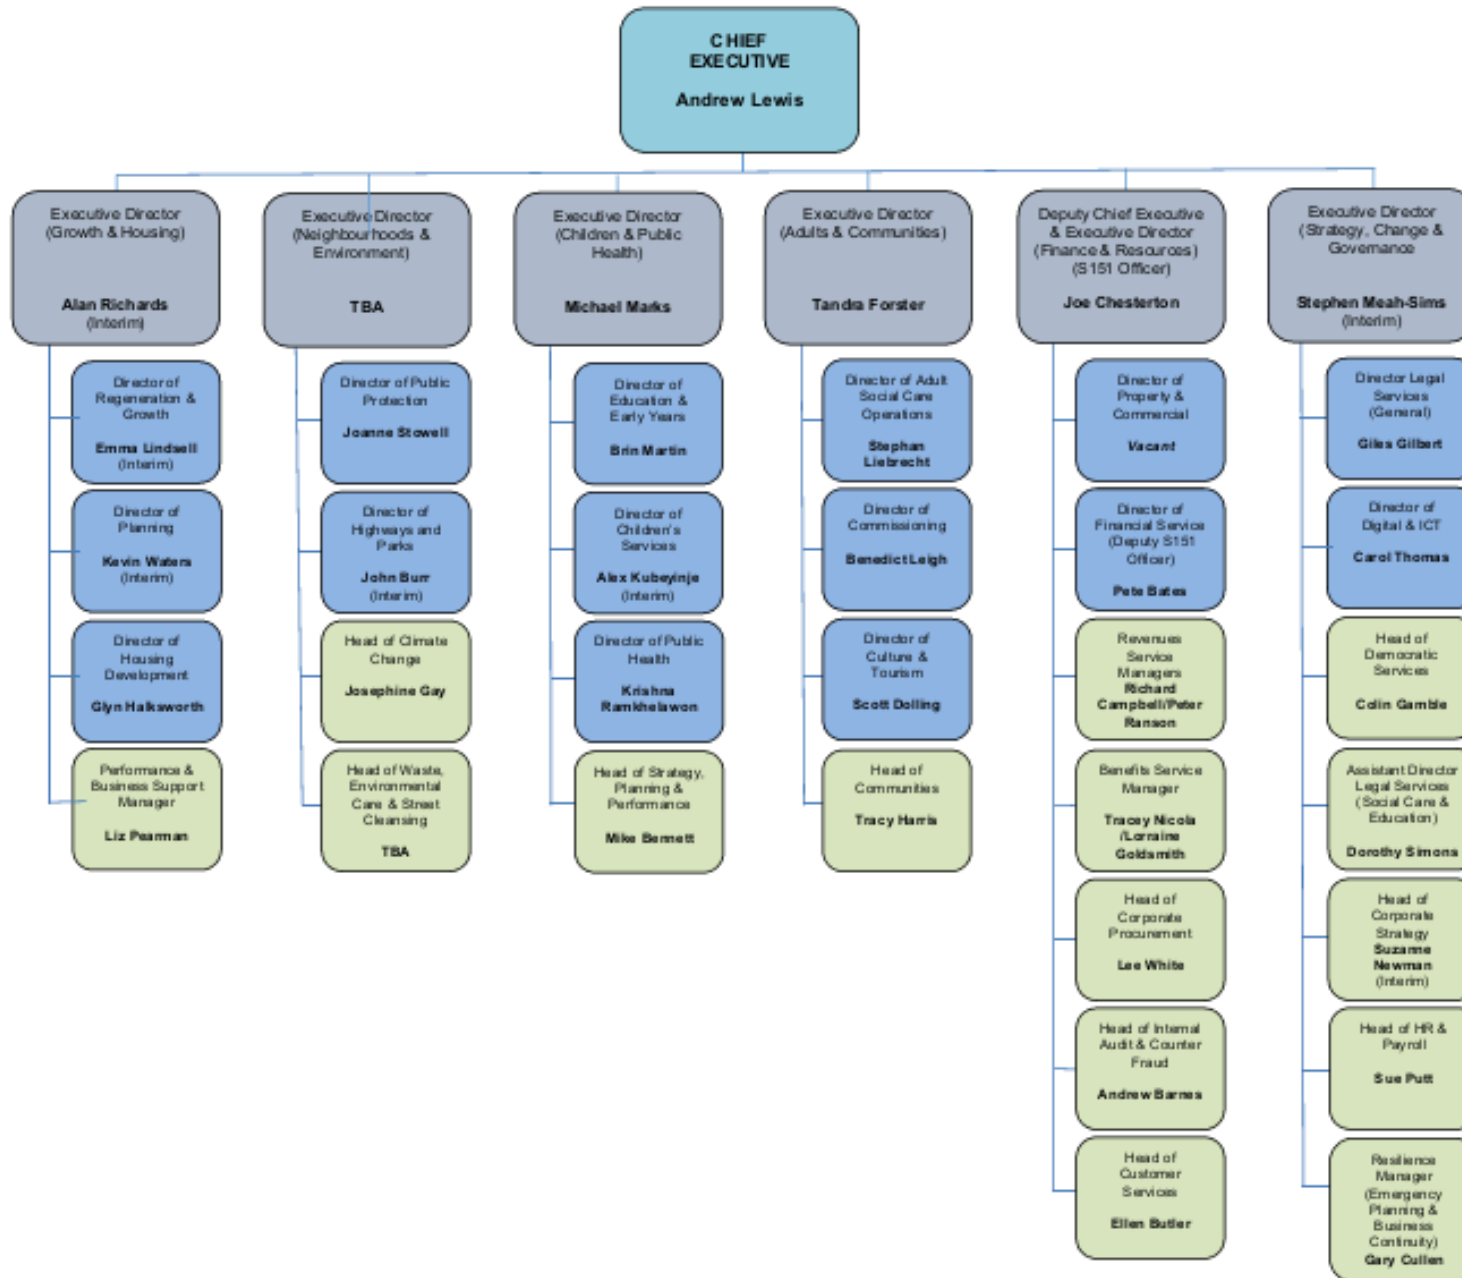 CHIEF
EXECUTIVE
Andrew Lewis
Executive Director
(Growth & Housing)
Alan Richards
(Interim)
Executive Director
(Neighbourhoods &
Environment)
TBA
Executive Director
(Children & Public
Health)
Michael Marks
Executive Director
(Adults & Communities)
Tandra Forster
Deputy Chief Executive
& Executive Director
(Finance & Resources)
(S151 Officer)
Joe Chesterton
Executive Director
(Strategy, Change &
Governance
Stephen Meah-Sims
(Interim)
Director of
Regeneration &
Growth
Emma Lindsell
(Interim)
Director of
Planning
Kevin Waters
(Interim)
Director of
Housing
Development
Glyn Halksworth
Performance &
Business Support
Manager
Liz Pearman
Director of Public
Protection
Joanne Stowell
Director of
Highways and
Parks
John Burr
(Interim)
Head of Climate
Change
Josephine Gay
Head of Waste,
Environmental
Care & Street
Cleansing
TBA
Director of
Education &
Early Years
Brin Martin
Director of
Children's
Services
Alex Kubeyinje
(Interim)
Director of Public
Health
Krishna
Ramkhelawon
Head of Strategy,
Planning &
Performance
Mike Bennett
Director of Adult
Social Care
Operations
Stephan
Liebrecht
Director of
Commissioning
Benedict Leigh
Director of
Culture &
Tourism
Scott Dolling
Head of
Communities
Tracy Harris
Director of
Property &
Commercial
Vacant
Director of
Financial Service
(Deputy S151
Officer)
Pete Bates
Revenues
Service
Managers
Richard
Campbell/Peter
Ranson
Benefits Service
Manager
Tracey Nicola
/Lorraine
Goldsmith
Head of
Corporate
Procurement
Lee White
Head of Internal
Audit & Counter
Fraud
Andrew Barnes
Head of
Customer
Services
Ellen Butler
Director Legal
Services
(General)
Giles Gilbert
Director of
Digital & ICT
Carol Thomas
Head of
Democratic
Services
Colin Gamble
Assistant Director
Legal Services
(Social Care &
Education)
Dorothy Simons
Head of
Corporate
Strategy
Suzanne
Newman
(Interim)
Head of HR &
Payroll
Sue Putt
Resilience
Manager
(Emergency
Planning &
Business
Continuity)
Gary Cullen